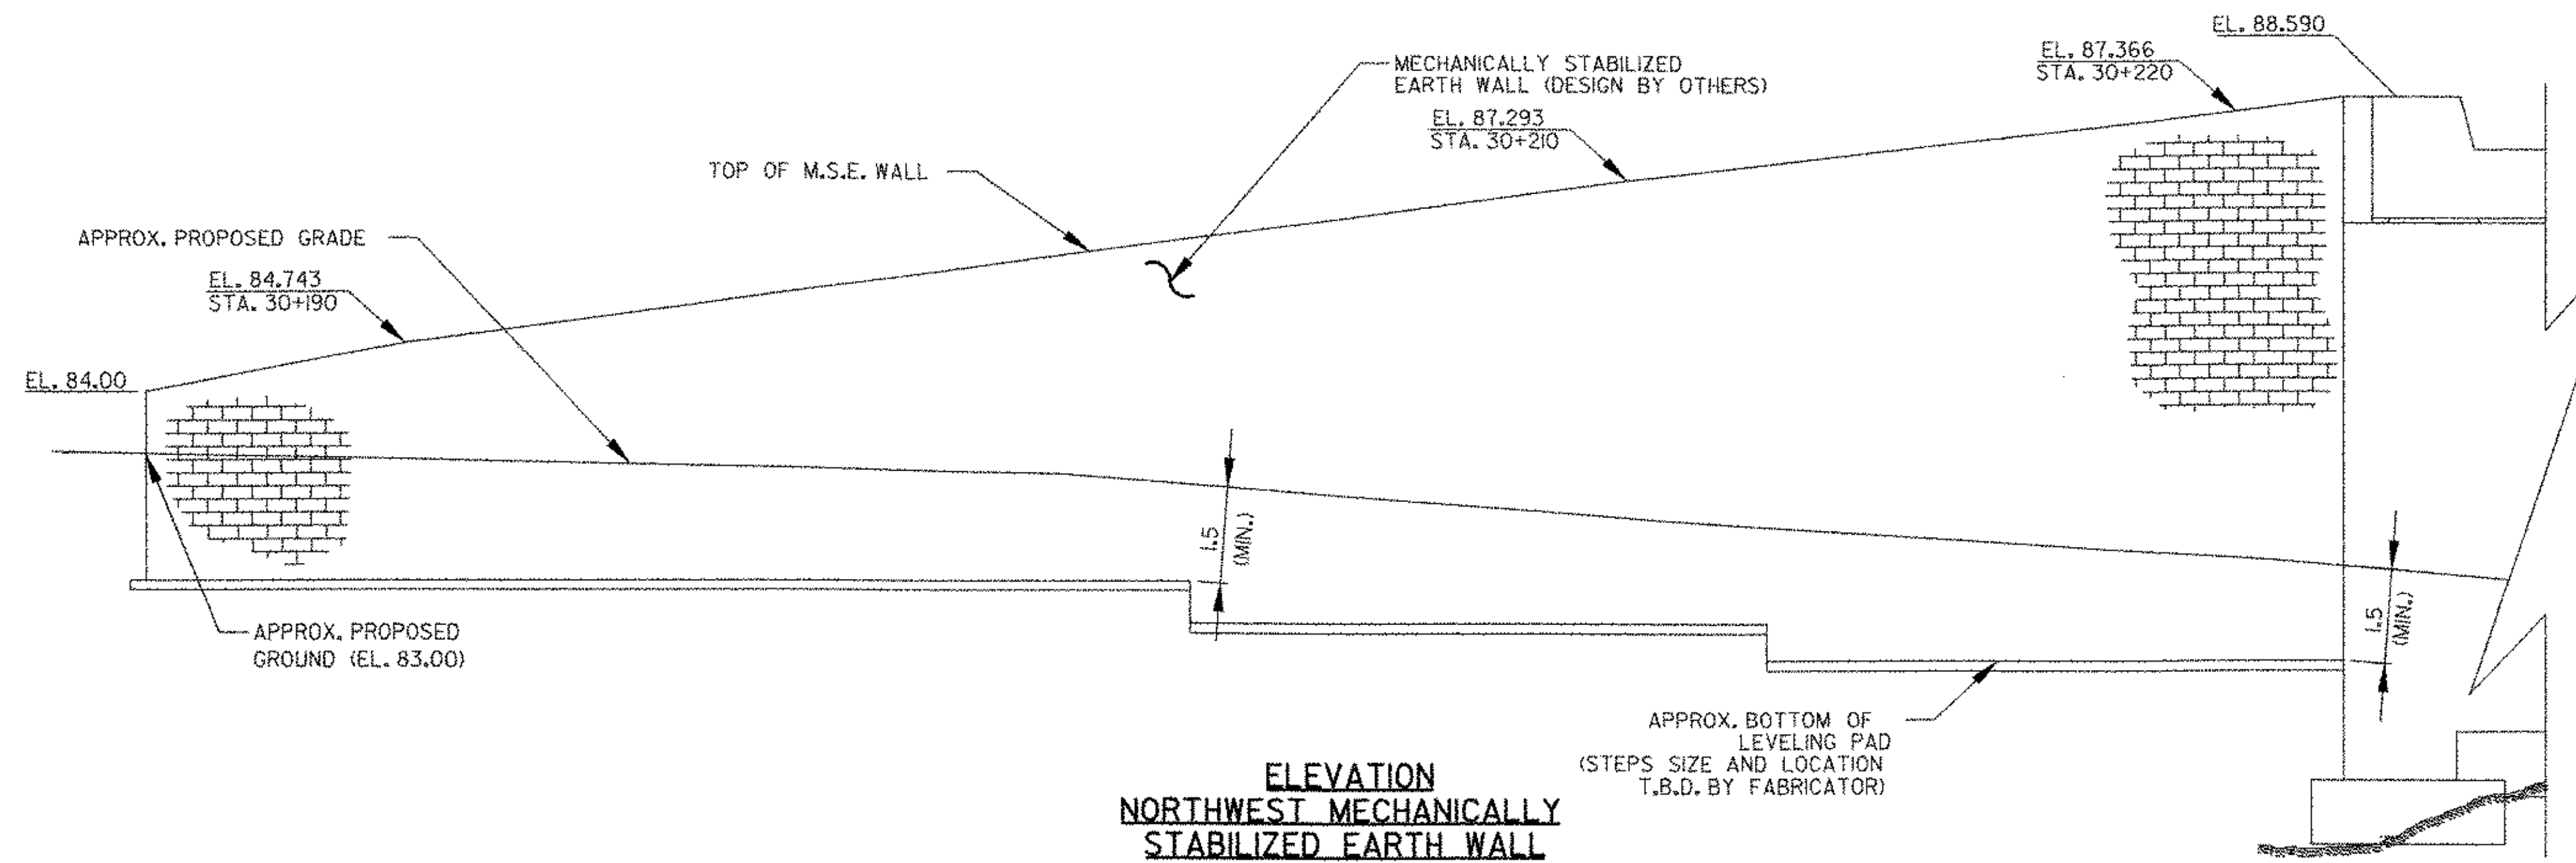 EL. 88.590
EL. 87.366
STA. 30+220
MECHANICALLY STABILIZED
EARTH WALL (DESIGN BY OTHERS)
EL. 87.293
STA. 30+210
TOP OF M.S.E. WALL
APPROX. PROPOSED GRADE
EL. 84.743
STA. 30+190
EL. 84.00
1.5
(MIN.)
1.5
(MIN.)
APPROX. PROPOSED
GROUND (EL. 83.00)
APPROX. BOTTOM OF
LEVELING PAD
(STEPS SIZE AND LOCATION
T.B.D. BY FABRICATOR)
ELEVATION
NORTHWEST MECHANICALLY
STABILIZED EARTH WALL